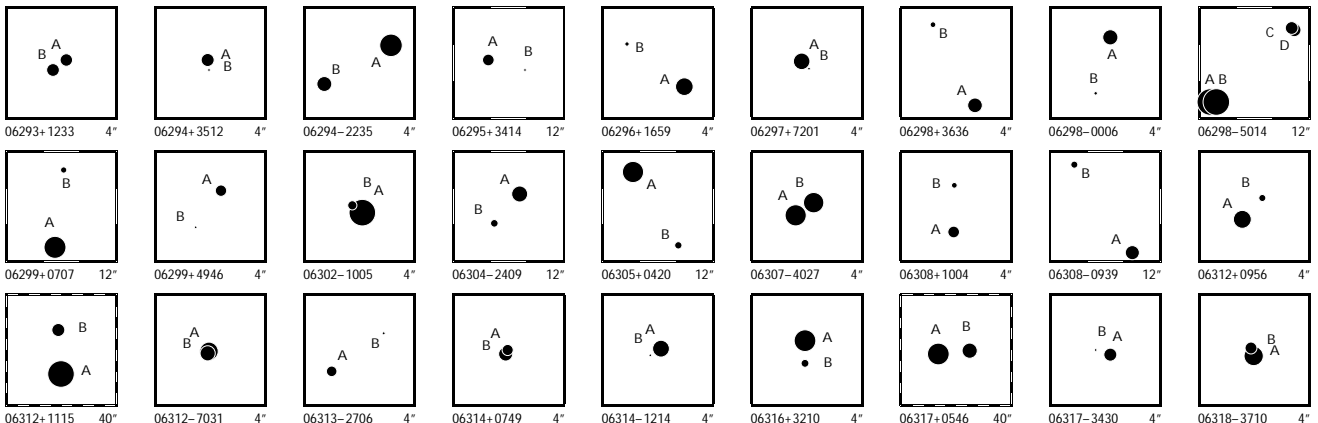 A
B
A
B
B
A
A
B
B
A
A
B
B
A
A
B
C
D
A B
06293+1233 4″
06294+3512 4″
06294−2235 4″
06295+3414 12″
06296+1659 4″
06297+7201 4″
06298+3636 4″
06298−0006 4″
06298−5014 12″
B
A
A
B
B
A
A
B
A
B
B
A
B
A
B
A
B
A
06299+0707 12″
06299+4946 4″
06302−1005 4″
06304−2409 12″
06305+0420 12″
06307−4027 4″
06308+1004 4″
06308−0939 12″
06312+0956 4″
B
A
A
B
B
A
A
B
A
B
A
B
A B
B
A
B
A
06312+1115 40″
06312−7031 4″
06313−2706 4″
06314+0749 4″
06314−1214 4″
06316+3210 4″
06317+0546 40″
06317−3430 4″
06318−3710 4″